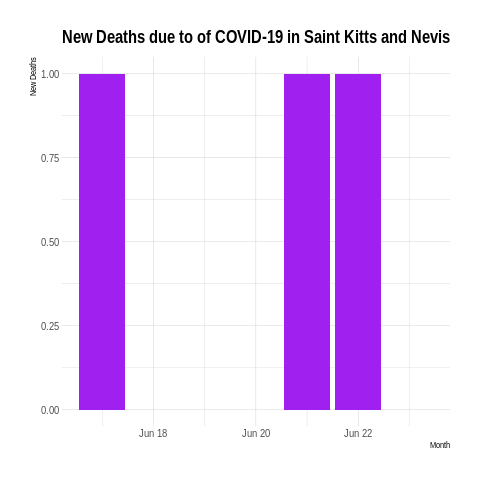 New Deaths due to of COVID-19 in Saint Kitts and Nevis
New Deaths
1.00
0.75
0.50
0.25
0.00
Jun 18 Jun 20 Jun 22
Month